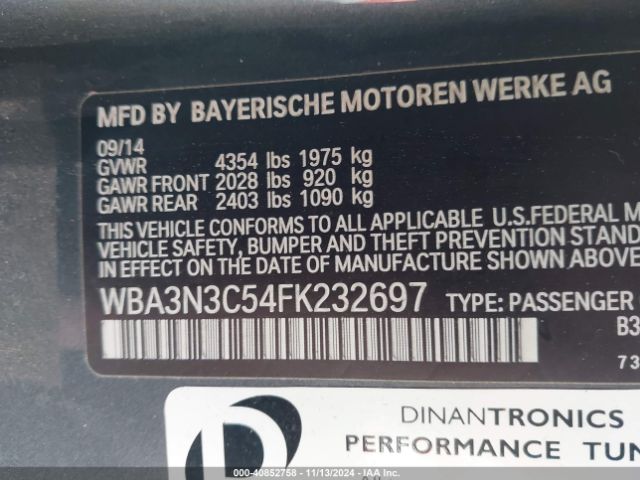 MFD BY BAYERISCHE MOTOREN WERKE AG
09/14
GVWR 4354 lbs 1975 kg
GAWR FRONT 2028 lbs 920 kg
GAWR REAR 2403 lbs 1090 kg
THIS VEHICLE CONFORMS TO ALL APPLICABLE U.S.FEDERAL M
VEHICLE SAFETY, BUMPER AND THEFT PREVENTION STAND
IN EFFECT ON THE DATE OF MANUFACTURE SHOWN ABOVE
WBA3N3C54FK232697 TYPE: PASSENGER
B3
73
DINANTRONICS
PERFORMANCE TUN
000-40852758 - 11/13/2024 - IAA Inc.